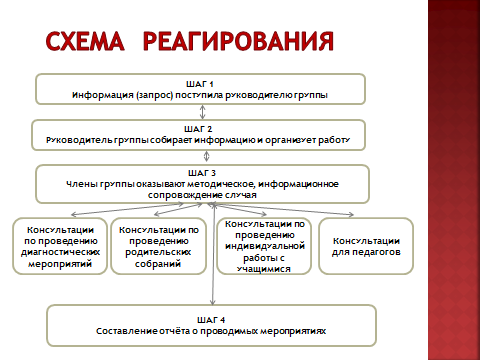 СХЕМА РЕАГИРОВАНИЯ
ШАГ 1
Информация (запрос) поступила руководителю группы
ШАГ 2
Руководитель группы собирает информацию и организует работу
ШАГ 3
Члены группы оказывают методическое, информационное
сопровождение случая
Консультации
по проведению
диагностических
мероприятий
Консультации по
проведению
родительских
собраний
Консультации по
проведению
индивидуальной
работы с
учащимися
Консультации
для педагогов
ШАГ 4
Составление отчёта о проводимых мероприятиях